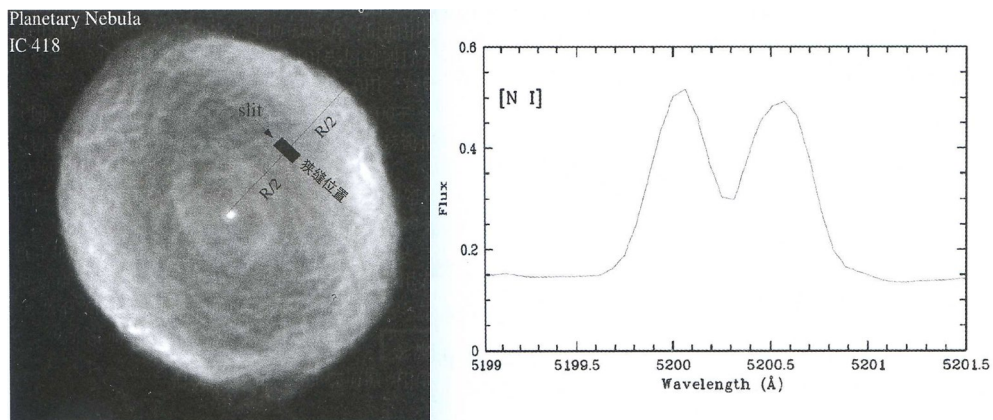 Planetary Nebula
IC 418
slit
R/2
狭缝位置
R/2
[N I]
Flux
0.6
0.4
0.2
0
5199
5199.5
5200
5200.5
5201
5201.5
Wavelength (Å)